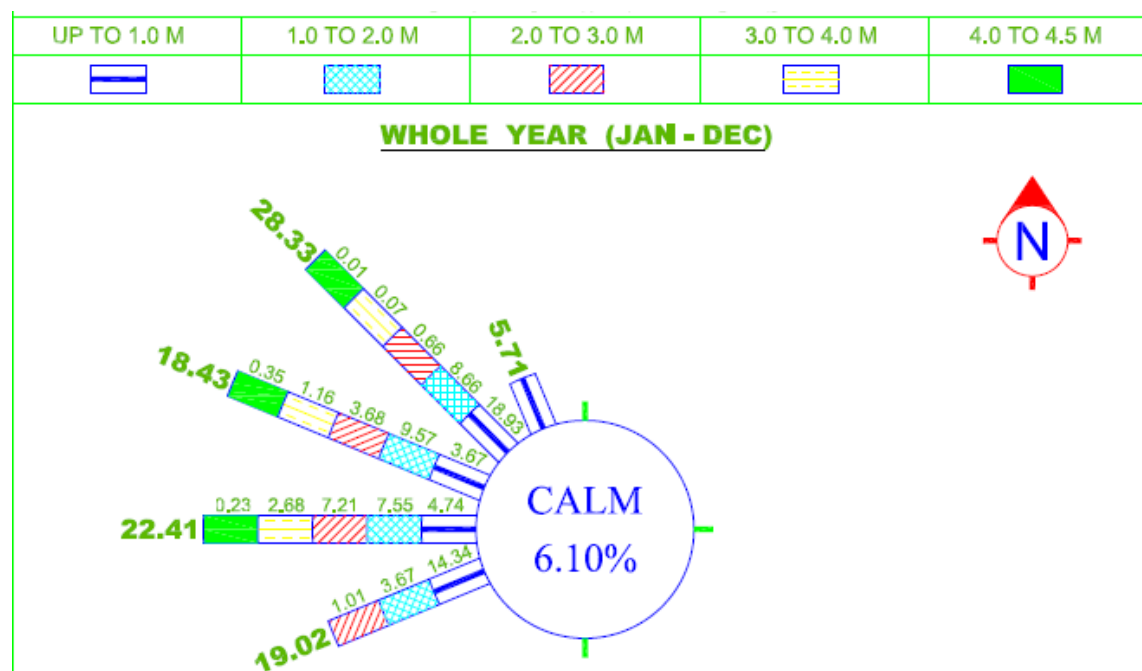 UP TO 1.0 M 1.0 TO 2.0 M 2.0 TO 3.0 M 3.0 TO 4.0 M 4.0 TO 4.5 M
WHOLE YEAR (JAN - DEC)
N
28.33
0.01 0.07 0.66 8.66 18.93
5.71
18.43
0.35 1.16 3.68 9.57 3.67
22.41
0.23 2.68 7.21 7.55 4.74
19.02
1.01 3.67 14.34
CALM
6.10%